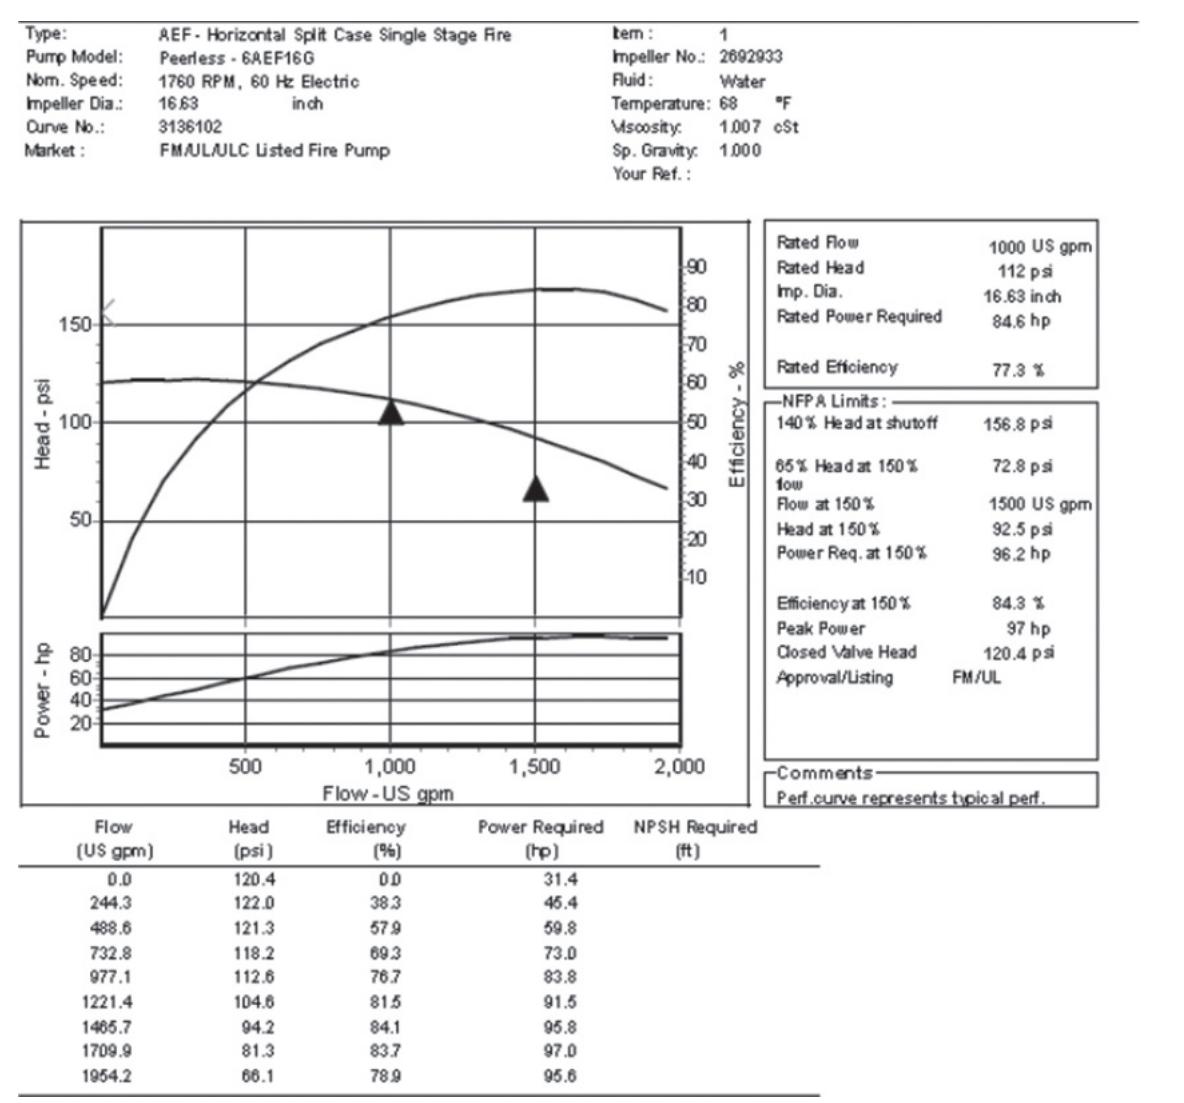 Type: AEF - Horizontal Split Case Single Stage Fire Item : 1
Pump Model: Peerless - 6AEF16G Impeller No.: 2692933
Nom. Speed: 1760 RPM, 60 Hz Electric Fluid : Water
Impeller Dia.: 16.63 inch Temperature: 68 °F
Curve No.: 3136102 Viscosity: 1.007 cSt
Market : FM/UL/ULC Listed Fire Pump Sp. Gravity: 1.000
Your Ref. :
Head - psi
150
100
50
Efficiency - %
90
80
70
60
50
40
30
20
10
Power - hp
80
60
40
20
500 1,000 1,500 2,000
Flow - US gpm
Rated Flow 1000 US gpm
Rated Head 112 psi
Imp. Dia. 16.63 inch
Rated Power Required 84.6 hp
Rated Efficiency 77.3 %
NFPA Limits :
140% Head at shutoff 156.8 psi
65% Head at 150% 72.8 psi
flow
Flow at 150% 1500 US gpm
Head at 150% 92.5 psi
Power Req. at 150% 96.2 hp
Efficiency at 150% 84.3 %
Peak Power 97 hp
Closed Valve Head 120.4 psi
Approval/Listing FM/UL
Comments
Perf.curve represents typical perf.
Flow Head Efficiency Power Required NPSH Required
(US gpm) (psi) (%) (hp) (ft)
0.0 120.4 0.0 31.4
244.3 122.0 38.3 45.4
488.6 121.3 57.9 59.8
732.8 118.2 69.3 73.0
977.1 112.6 76.7 83.8
1221.4 104.6 81.5 91.5
1465.7 94.2 84.1 95.8
1709.9 81.3 83.7 97.0
1954.2 66.1 78.9 95.6